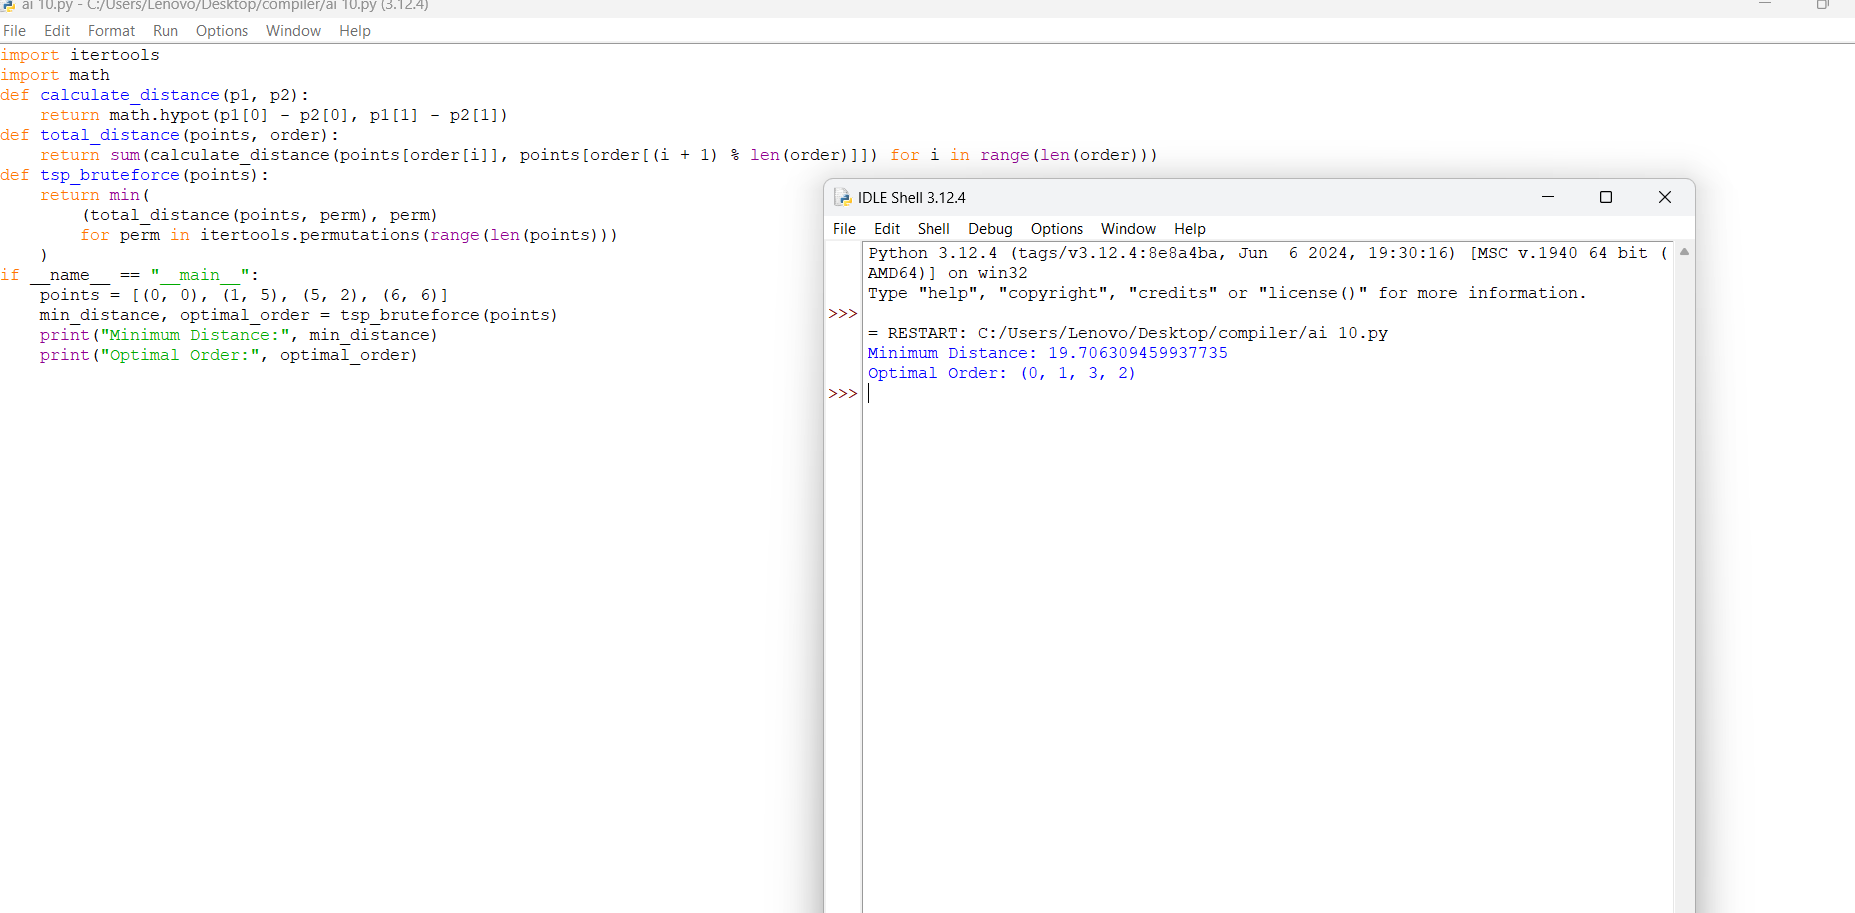 ai 10.py - C:/Users/Lenovo/Desktop/compiler/ai 10.py (3.12.4)
File Edit Format Run Options Window Help
import itertools
import math
def calculate_distance(p1, p2):
    return math.hypot(p1[0] - p2[0], p1[1] - p2[1])
def total_distance(points, order):
    return sum(calculate_distance(points[order[i]], points[order[(i + 1) % len(order)]]) for i in range(len(order)))
def tsp_bruteforce(points):
    return min(
        (total_distance(points, perm), perm)
        for perm in itertools.permutations(range(len(points)))
    )
if __name__ == "__main__":
    points = [(0, 0), (1, 5), (5, 2), (6, 6)]
    min_distance, optimal_order = tsp_bruteforce(points)
    print("Minimum Distance:", min_distance)
    print("Optimal Order:", optimal_order)
IDLE Shell 3.12.4
File Edit Shell Debug Options Window Help
Python 3.12.4 (tags/v3.12.4:8e8a4ba, Jun  6 2024, 19:30:16) [MSC v.1940 64 bit (
AMD64)] on win32
Type "help", "copyright", "credits" or "license()" for more information.
>>>
= RESTART: C:/Users/Lenovo/Desktop/compiler/ai 10.py
Minimum Distance: 19.706309459937735
Optimal Order: (0, 1, 3, 2)
>>>